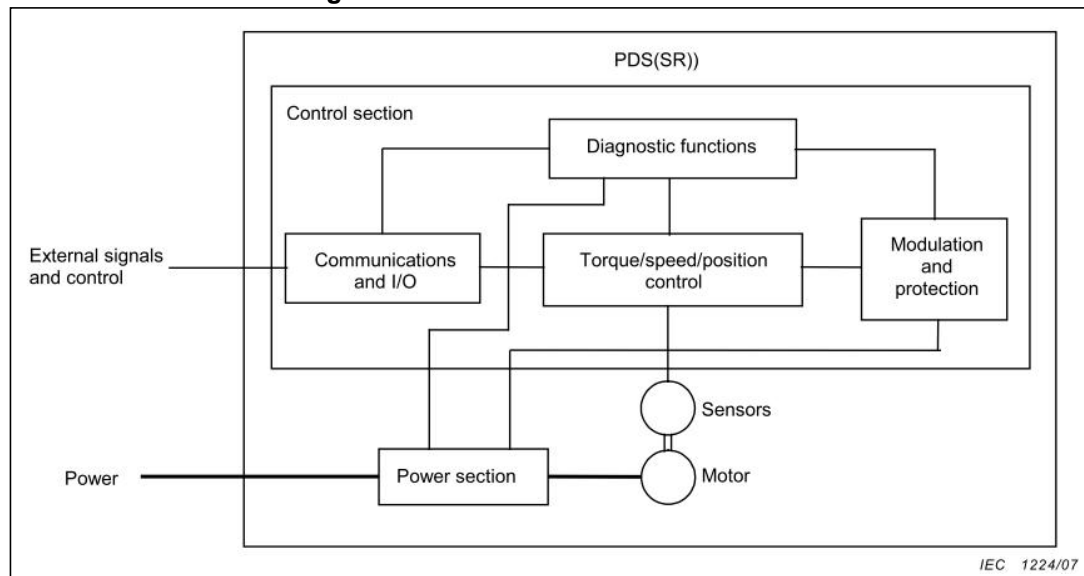 PDS(SR))
Control section
Diagnostic functions
External signals
and control
Communications
and I/O
Torque/speed/position
control
Modulation
and
protection
Sensors
Power
Power section
Motor
IEC 1224/07